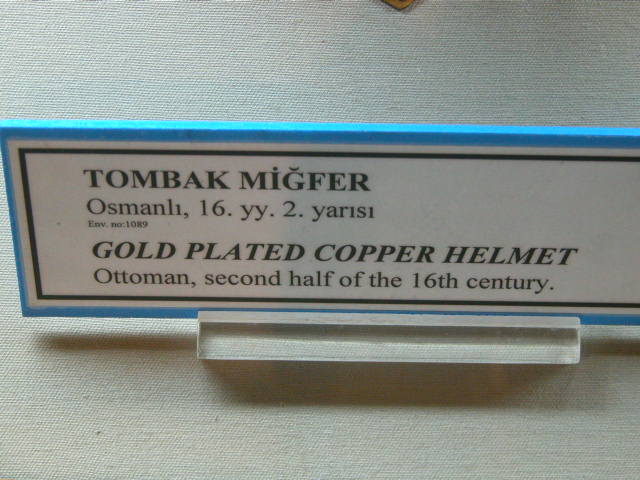 TOMBAK MİĞFER
Osmanlı, 16. yy. 2. yarısı
Env. no:1089
GOLD PLATED COPPER HELMET
Ottoman, second half of the 16th century.